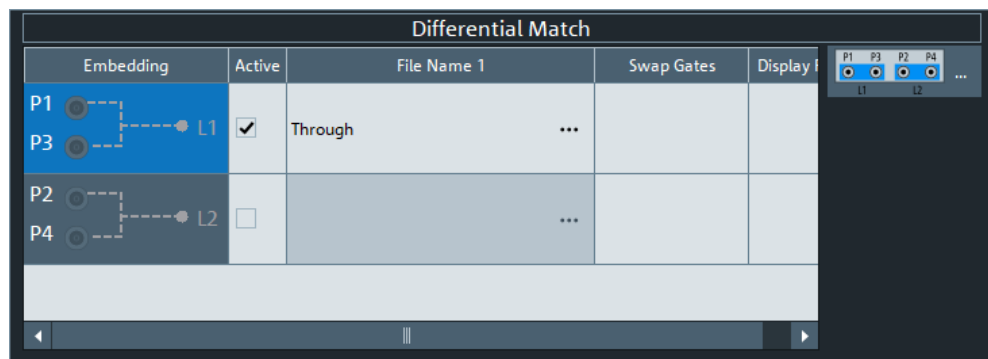 Differential Match
Embedding Active File Name 1 Swap Gates Display F
P1 P3 P2 P4
L1 L2
...
P1
L1
P3
Through ...
P2
L2
P4
...